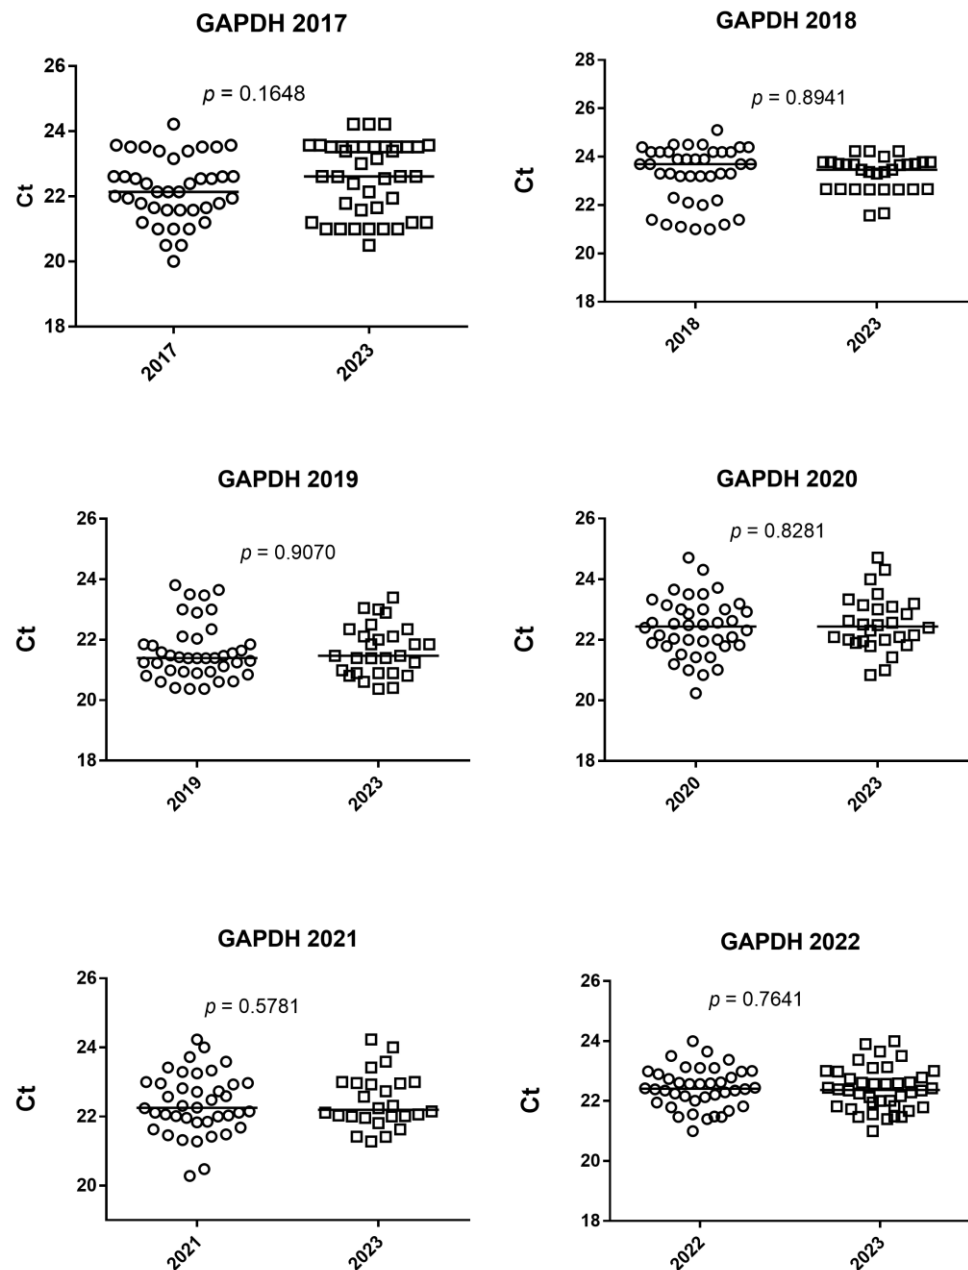 GAPDH 2017
26
24
22
20
18
Ct
p = 0.1648
2017
2023
GAPDH 2018
28
26
24
22
20
18
Ct
p = 0.8941
2018
2023
GAPDH 2019
26
24
22
20
18
Ct
p = 0.9070
2019
2023
GAPDH 2020
26
24
22
20
18
Ct
p = 0.8281
2020
2023
GAPDH 2021
26
24
22
20
Ct
p = 0.5781
2021
2023
GAPDH 2022
26
24
22
20
18
Ct
p = 0.7641
2022
2023